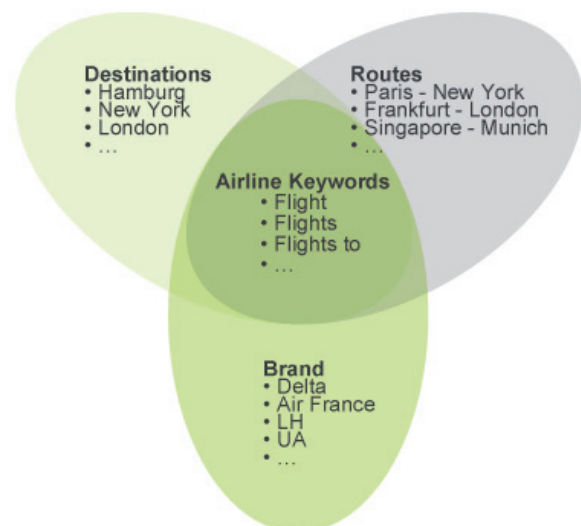 Destinations
• Hamburg
• New York
• London
• ...
Routes
• Paris - New York
• Frankfurt - London
• Singapore - Munich
• ...
Airline Keywords
• Flight
• Flights
• Flights to
• ...
Brand
• Delta
• Air France
• LH
• UA
• ...